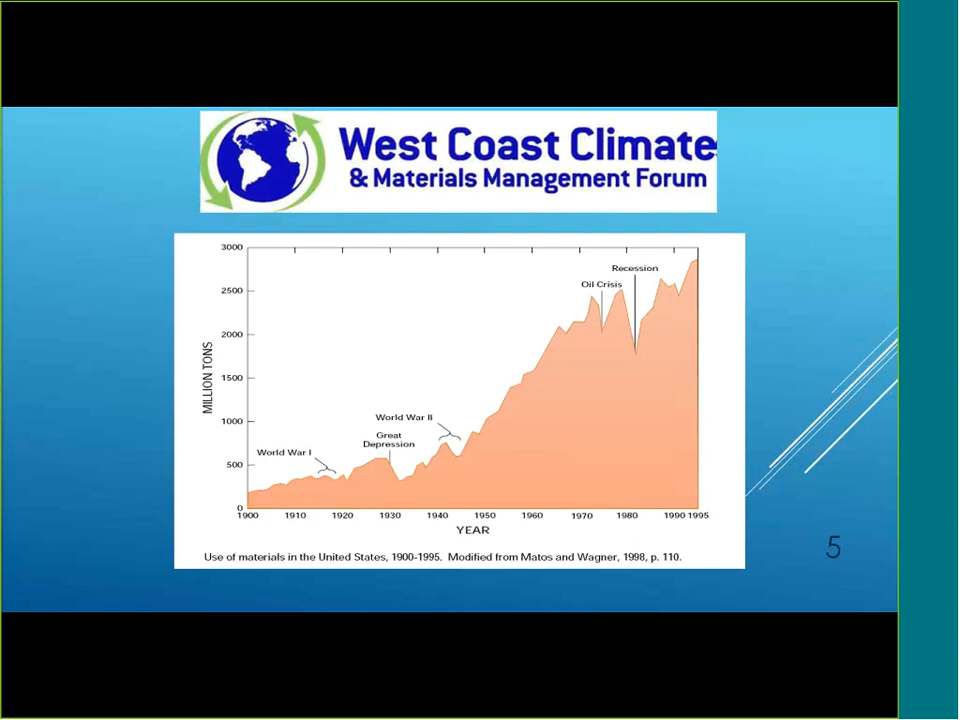 West Coast Climate
& Materials Management Forum
3000
2500
2000
1500
1000
500
0
MILLION TONS
Recession
Oil Crisis
World War II
Great
Depression
World War I
1900 1910 1920 1930 1940 1950 1960 1970 1980 1990 1995
YEAR
Use of materials in the United States, 1900-1995. Modified from Matos and Wagner, 1998, p. 110.
5